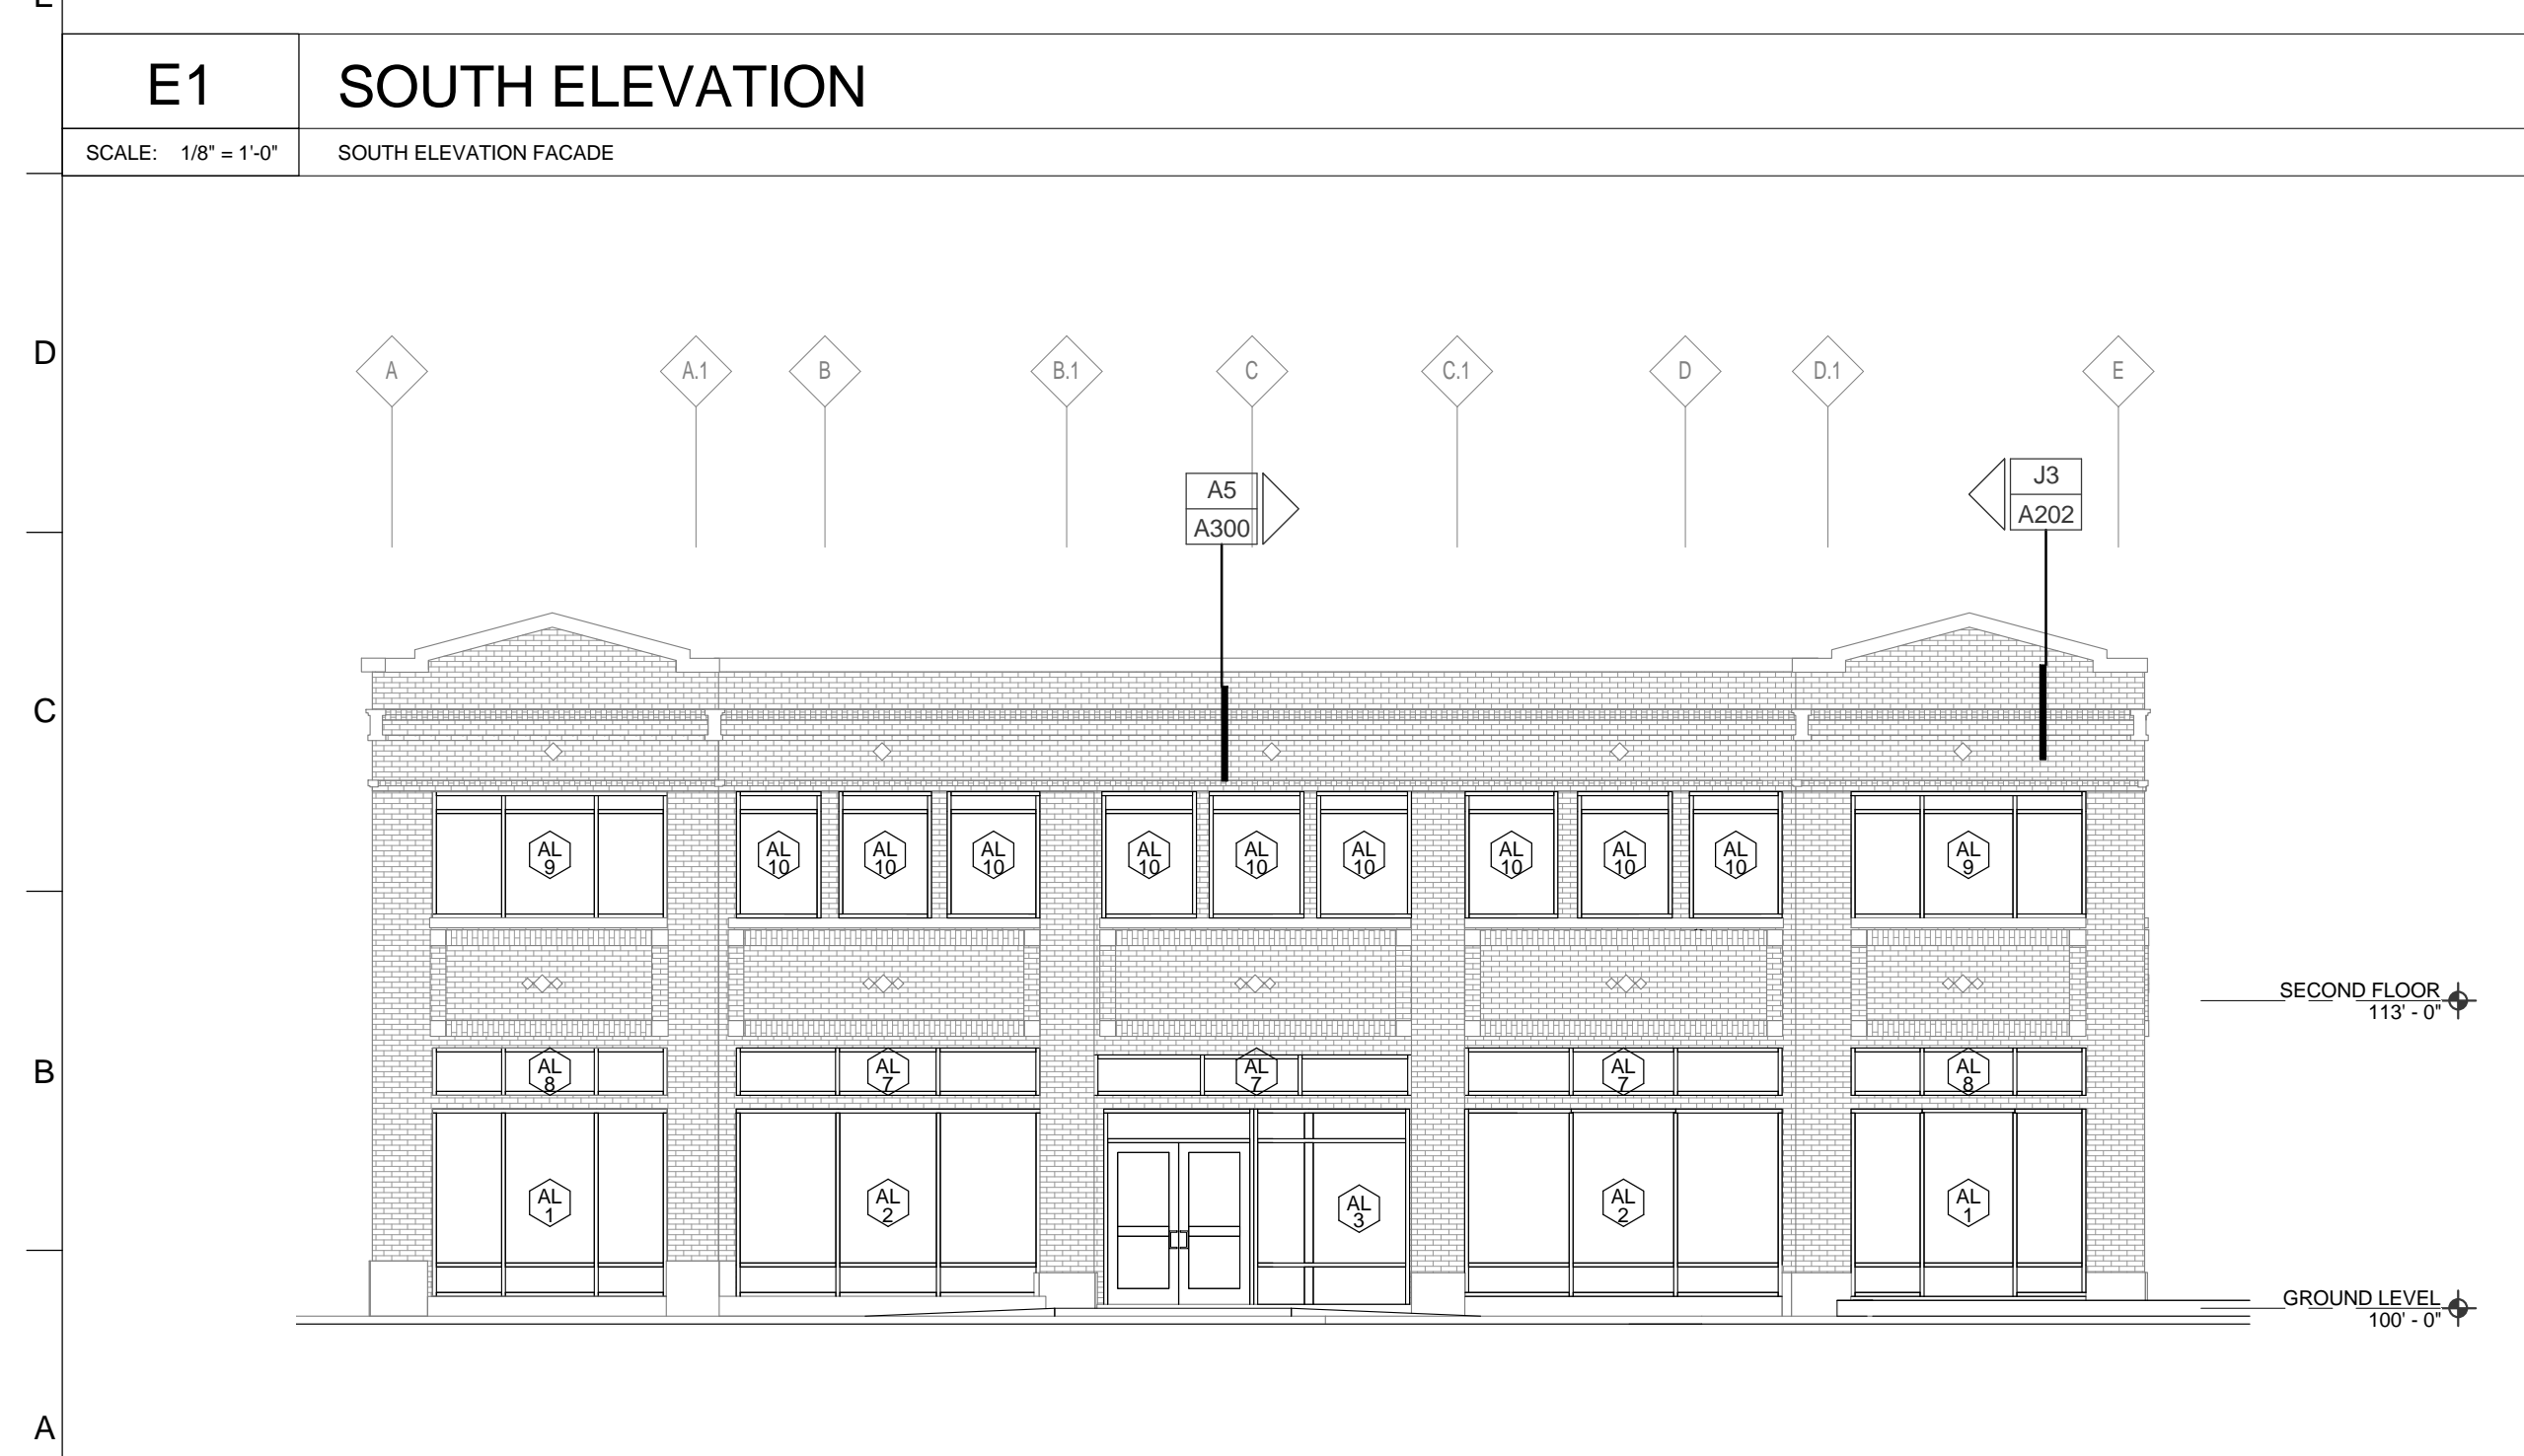 E
E1
SOUTH ELEVATION
SCALE: 1/8" = 1'-0"
SOUTH ELEVATION FACADE
D
A
A.1
B
B.1
C
C.1
D
D.1
E
A5
A300
J3
A202
C
AL
9
AL
10
AL
10
AL
10
AL
10
AL
10
AL
10
AL
10
AL
10
AL
10
AL
9
SECOND FLOOR
113' - 0"
B
AL
8
AL
7
AL
7
AL
7
AL
8
AL
1
AL
2
AL
3
AL
2
AL
1
GROUND LEVEL
100' - 0"
A